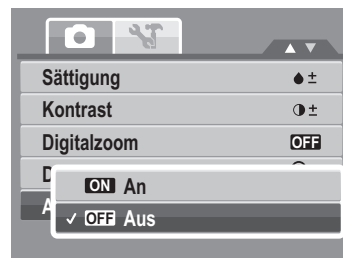 Sättigung ±
Kontrast ±
Digitalzoom OFF
D
ON An
A
✓ OFF Aus